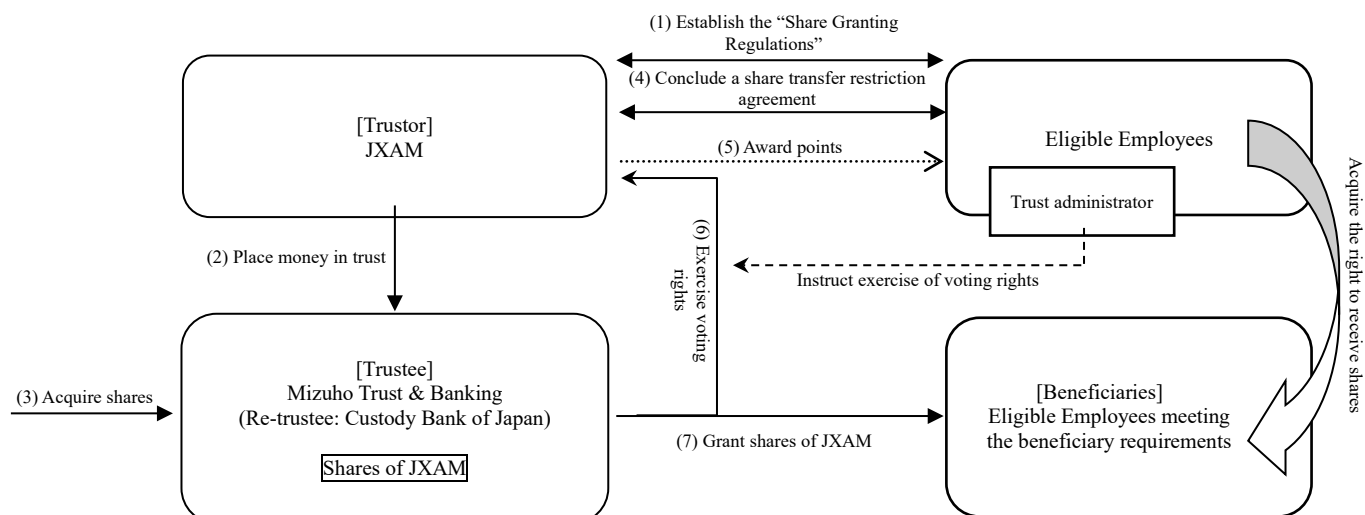 (1) Establish the “Share Granting
Regulations”
(4) Conclude a share transfer restriction
agreement
[Trustor]
JXAM
(5) Award points
Eligible Employees
Trust administrator
Acquire the right to receive shares
(2) Place money in trust
(6) Exercise voting
rights
Instruct exercise of voting rights
[Trustee]
Mizuho Trust & Banking
(Re-trustee: Custody Bank of Japan)
Shares of JXAM
(3) Acquire shares
(7) Grant shares of JXAM
[Beneficiaries]
Eligible Employees meeting
the beneficiary requirements